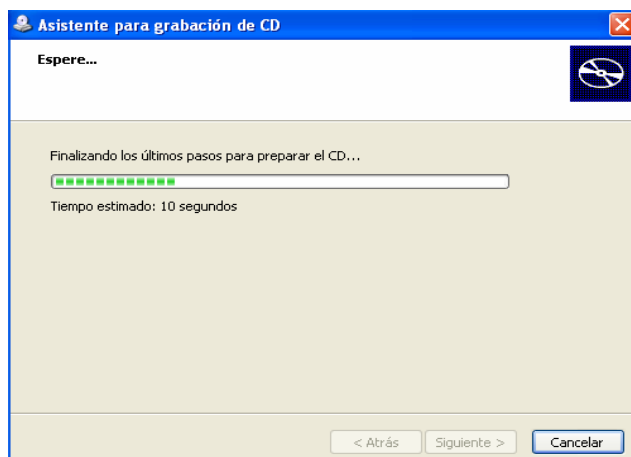 Asistente para grabación de CD
Espere...
Finalizando los últimos pasos para preparar el CD...
Tiempo estimado: 10 segundos
< Atrás
Siguiente >
Cancelar